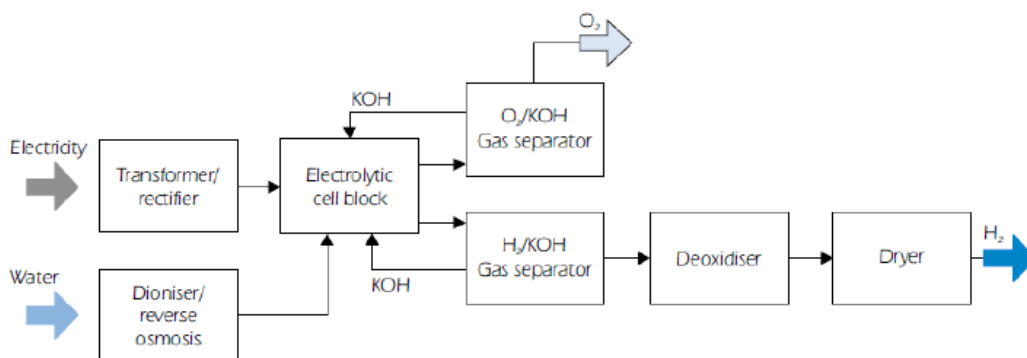 O₂
KOH
O₂/KOH
Gas separator
Electricity
Transformer/
rectifier
Electrolytic
cell block
H₂/KOH
Gas separator
Deoxidiser
Dryer
H₂
KOH
Water
Dioniser/
reverse
osmosis